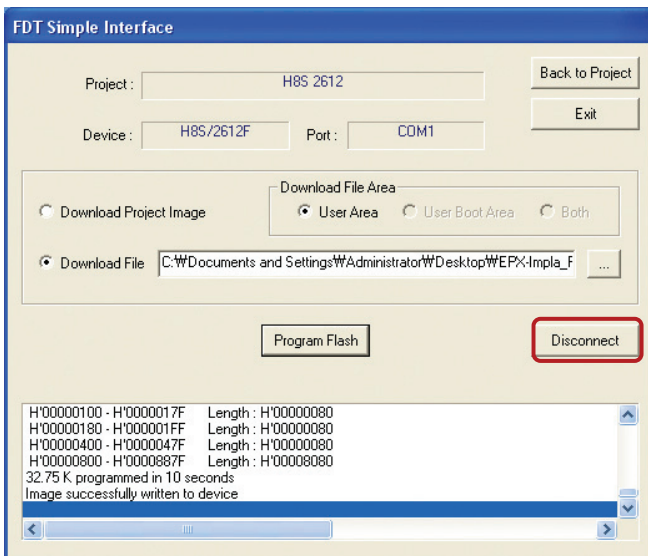 FDT Simple Interface
Project : H8S 2612 Back to Project
Exit
Device : H8S/2612F Port : COM1
Download File Area
Download Project Image User Area User Boot Area Both
Download File C:₩Documents and Settings₩Administrator₩Desktop₩EPX-Impla_F ...
Program Flash Disconnect
H'00000100 - H'0000017F Length : H'00000080
H'00000180 - H'000001FF Length : H'00000080
H'00000400 - H'0000047F Length : H'00000080
H'00000800 - H'0000887F Length : H'00008080
32.75 K programmed in 10 seconds
Image successfully written to device